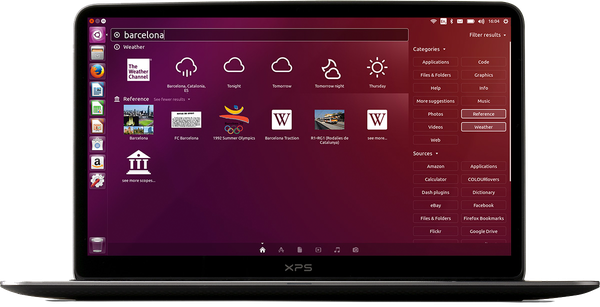 16:04
barcelona
Filter results
Weather
The
Weather
Channel
Barcelona, Catalonia,
ES
Tonight
Tomorrow
Tomorrow night
Thursday
Reference
See fewer results
Barcelona
FC Barcelona
1992 Summer Olympics
Barcelona Traction
R1-RG1 (Rodalies de
Catalunya)
see more...
see more scopes...
Categories
Applications
Code
Files & Folders
Graphics
Help
Info
More suggestions
Music
Photos
Reference
Videos
Weather
Web
Sources
Amazon
Applications
Calculator
COLOURlovers
Dash plugins
Dictionary
eBay
Facebook
Files & Folders
Firefox Bookmarks
Flickr
Google Drive
XPS